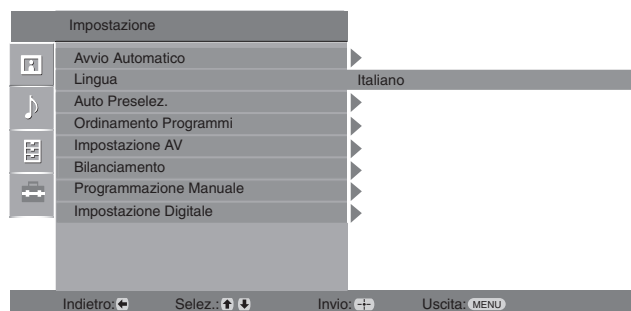 Impostazione
Avvio Automatico
Lingua Italiano
Auto Preselez.
Ordinamento Programmi
Impostazione AV
Bilanciamento
Programmazione Manuale
Impostazione Digitale
Indietro: Selez.: Invio: Uscita: MENU